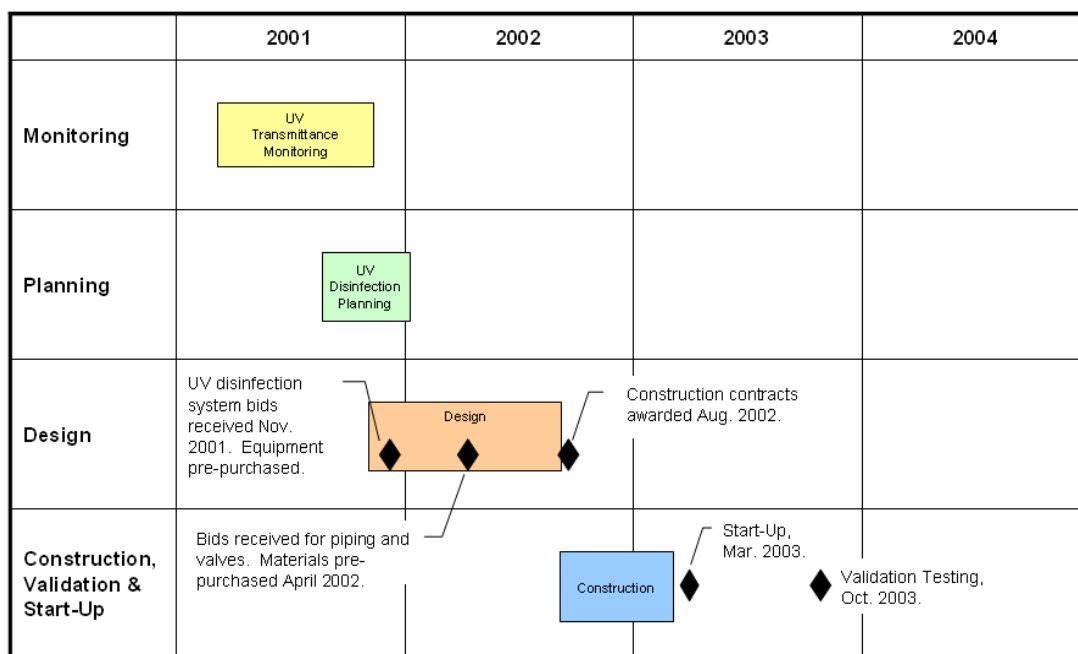 2001 2002 2003 2004
Monitoring
UV
Transmittance
Monitoring
Planning
UV
Disinfection
Planning
Design
UV disinfection
system bids
received Nov.
2001. Equipment
pre-purchased.
Design
Construction contracts
awarded Aug. 2002.
Bids received for piping and
valves. Materials pre-
purchased April 2002.
Construction,
Validation &
Start-Up
Construction
Start-Up,
Mar. 2003.
Validation Testing,
Oct. 2003.